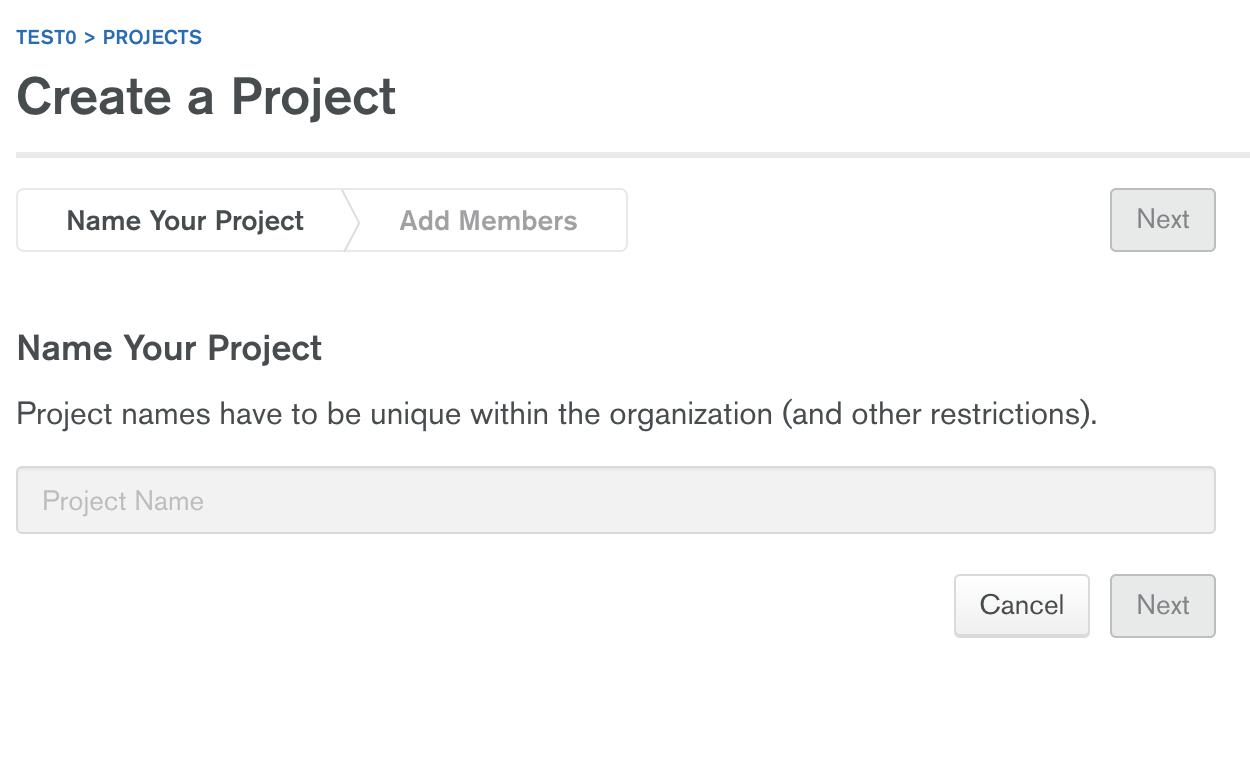 TEST0 > PROJECTS
Create a Project
Name Your Project
Add Members
Next
Name Your Project
Project names have to be unique within the organization (and other restrictions).
Project Name
Cancel
Next